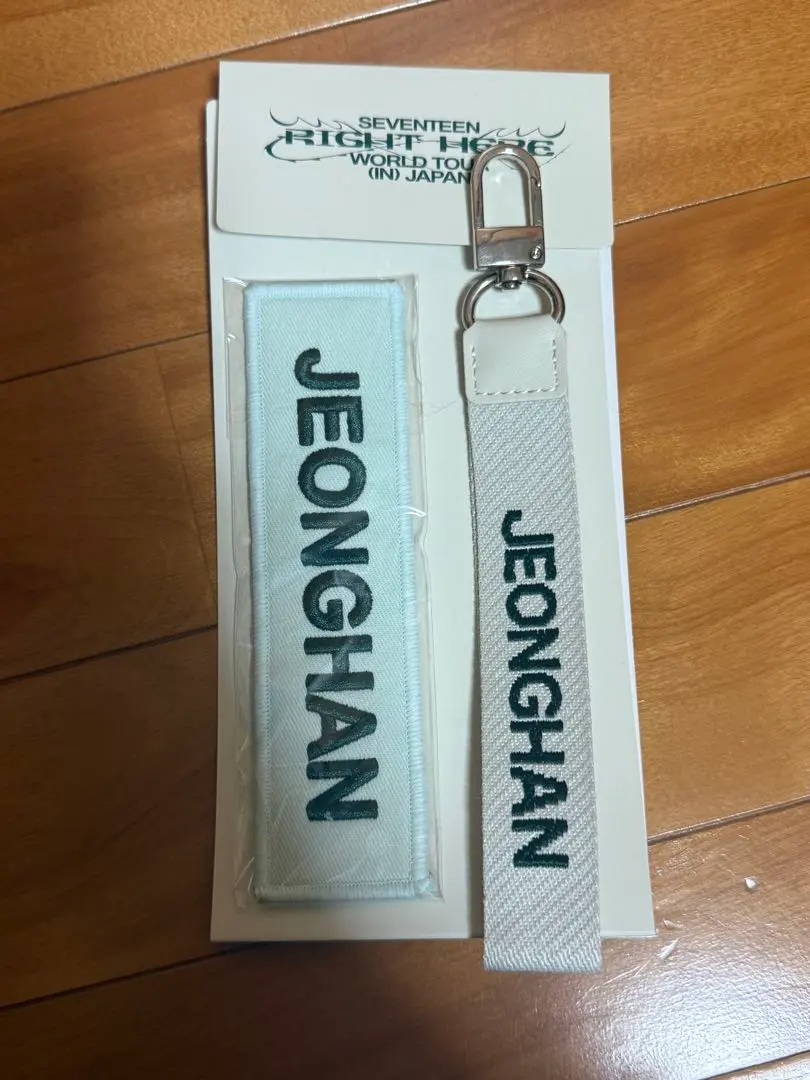 SEVENTEEN
RIGHT HERE
WORLD TOUR
(IN) JAPAN
JEONGHAN
JEONGHAN